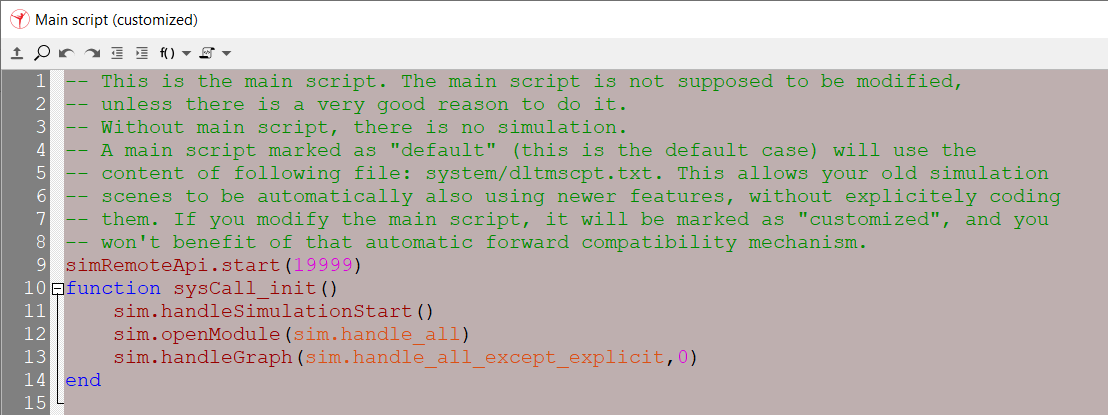 Main script (customized)
f()
1 -- This is the main script. The main script is not supposed to be modified,
2 -- unless there is a very good reason to do it.
3 -- Without main script, there is no simulation.
4 -- A main script marked as "default" (this is the default case) will use the
5 -- content of following file: system/dltmscpt.txt. This allows your old simulation
6 -- scenes to be automatically also using newer features, without explicitely coding
7 -- them. If you modify the main script, it will be marked as "customized", and you
8 -- won't benefit of that automatic forward compatibility mechanism.
9 simRemoteApi.start(19999)
10 function sysCall_init()
11     sim.handleSimulationStart()
12     sim.openModule(sim.handle_all)
13     sim.handleGraph(sim.handle_all_except_explicit,0)
14 end
15